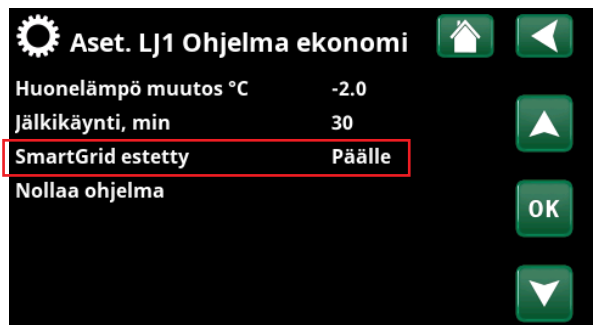 Aset. LJ1 Ohjelma ekonomi
Huonelämpö muutos °C -2.0
Jälkikäynti, min 30
SmartGrid estetty Päälle
Nollaa ohjelma
OK